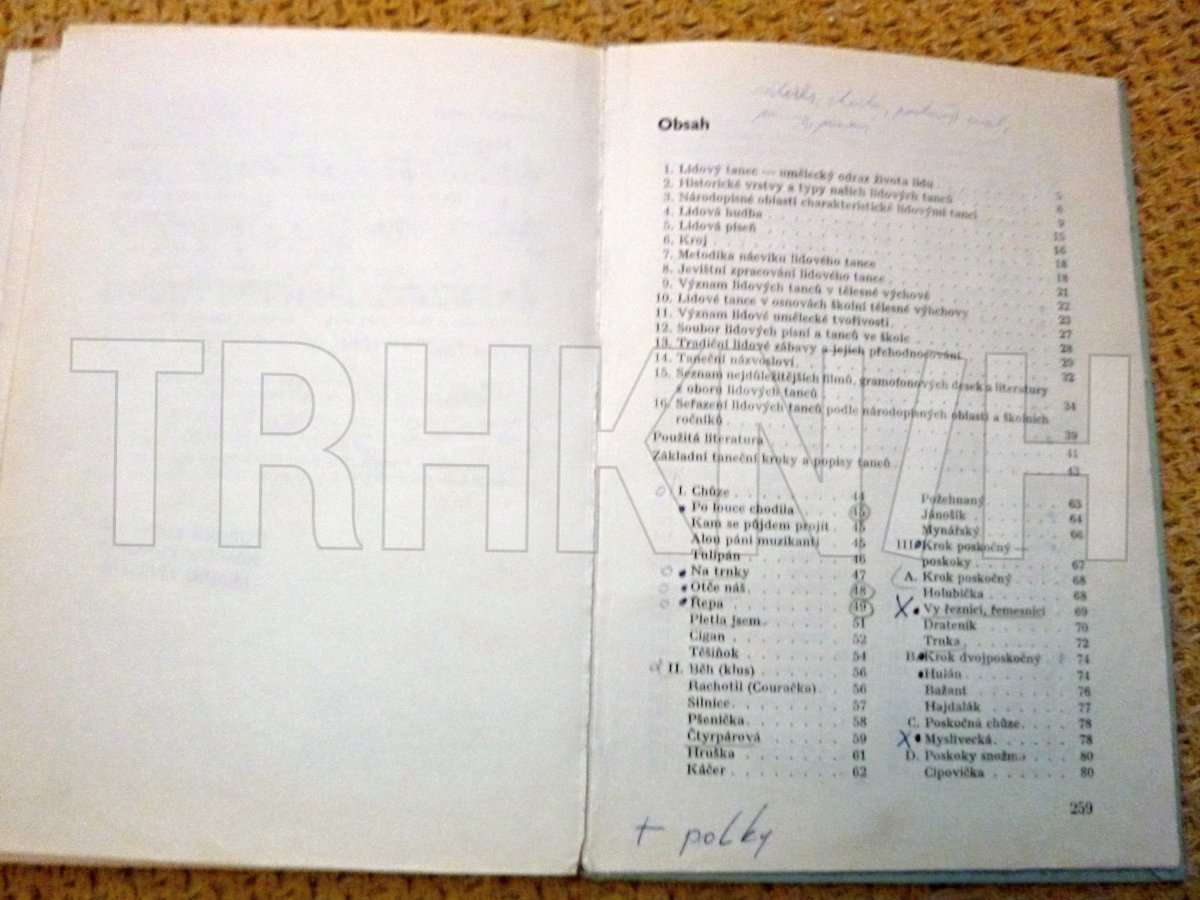 Obsah
1. Lidový tanec — umělecký odraz života lidu . 5
2. Historické vrstvy a typy našich lidových tanců . 6
3. Národopisné oblasti charakteristické lidovými tanci . 9
4. Lidová hudba . 15
5. Lidová píseň . 16
6. Kroj . 18
7. Metodika nácviku lidového tance . 18
8. Jevištní zpracování lidového tance . 21
9. Význam lidových tanců v tělesné výchově . 22
10. Lidové tance v osnovách školní tělesné výchovy . 23
11. Význam lidové umělecké tvořivosti . 27
12. Soubor lidových písní a tanců ve škole . 28
13. Tradiční lidové zábavy a jejich přehodnocování . 29
14. Taneční názvosloví . 32
15. Seznam nejdůležitějších filmů, gramofonových desek a literatury
z oboru lidových tanců . 34
16. Seřazení lidových tanců podle národopisných oblastí a školních
ročníků . 39
Použitá literatura . 41
Základní taneční kroky a popisy tanců . 43
I. Chůze . 44
Po louce chodila 45
Kam se půjdem projít . 45
Alou páni muzikanti . 45
Tulipán . 46
Na trnky . 47
Otče náš . 48
Řepa . 49
Pletla jsem . 51
Cigán . 52
Těšíňok . 54
II. Běh (klus) . 56
Rachotil (Couračka) . 56
Silnice . 57
Pšenička . 58
Čtyrpárová . 59
Hruška . 61
Káčer . 62
Požehnaný . 63
Jánošík . 64
Mynářský . 66
III. Krok poskočný —
poskoky . 67
A. Krok poskočný . 68
Holubička . 68
Vy řezníci, řemesníci . 69
Drateník . 70
Trnka . 72
B. Krok dvojposkočný . 74
Hulán . 74
Bažant . 76
Hajdalák . 77
C. Poskočná chůze . 78
Myslivecká . 78
D. Poskoky snožmo . 80
Cipovička . 80
259
+ polky
TRHKNIH